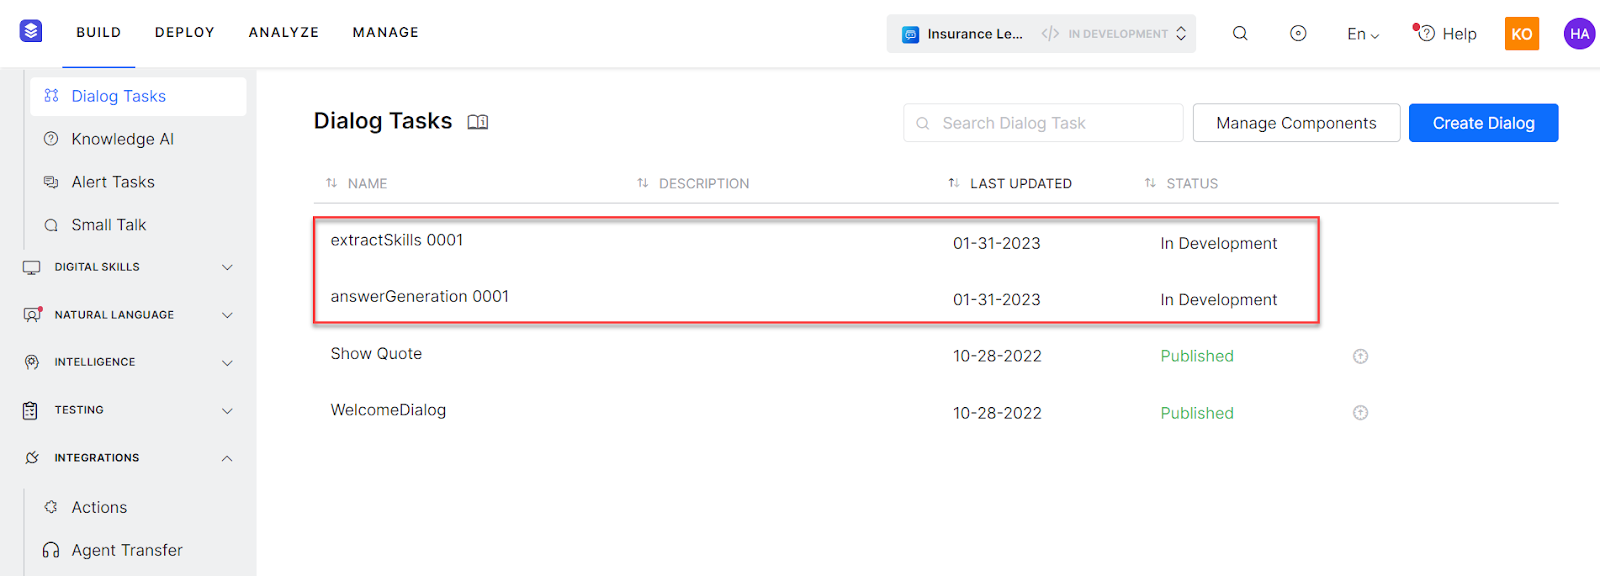 BUILD DEPLOY ANALYZE MANAGE Insurance Le... </> IN DEVELOPMENT En Help KO HA
Dialog Tasks
Knowledge AI
Alert Tasks
Small Talk
DIGITAL SKILLS
NATURAL LANGUAGE
INTELLIGENCE
TESTING
INTEGRATIONS
Actions
Agent Transfer
Dialog Tasks Search Dialog Task Manage Components Create Dialog
NAME DESCRIPTION LAST UPDATED STATUS
extractSkills 0001 01-31-2023 In Development
answerGeneration 0001 01-31-2023 In Development
Show Quote 10-28-2022 Published
WelcomeDialog 10-28-2022 Published